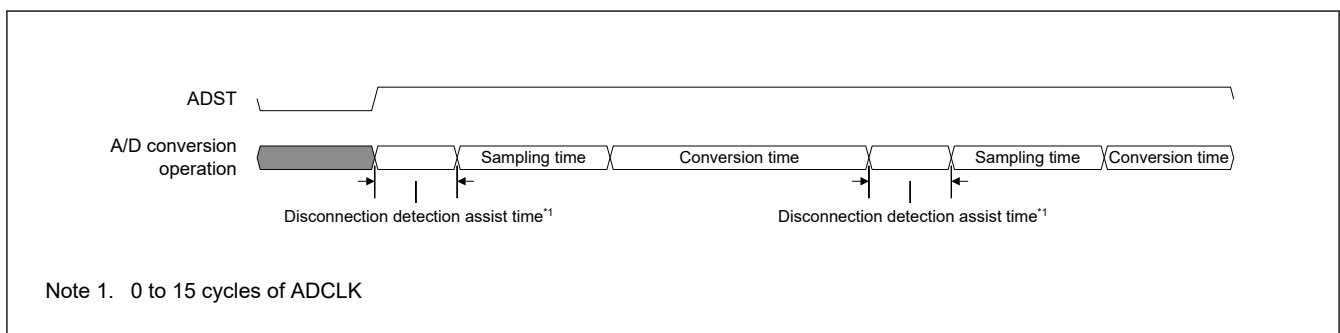 ADST
A/D conversion
operation
Sampling time
Conversion time
Sampling time
Conversion time
Disconnection detection assist time*1
Disconnection detection assist time*1
Note 1. 0 to 15 cycles of ADCLK